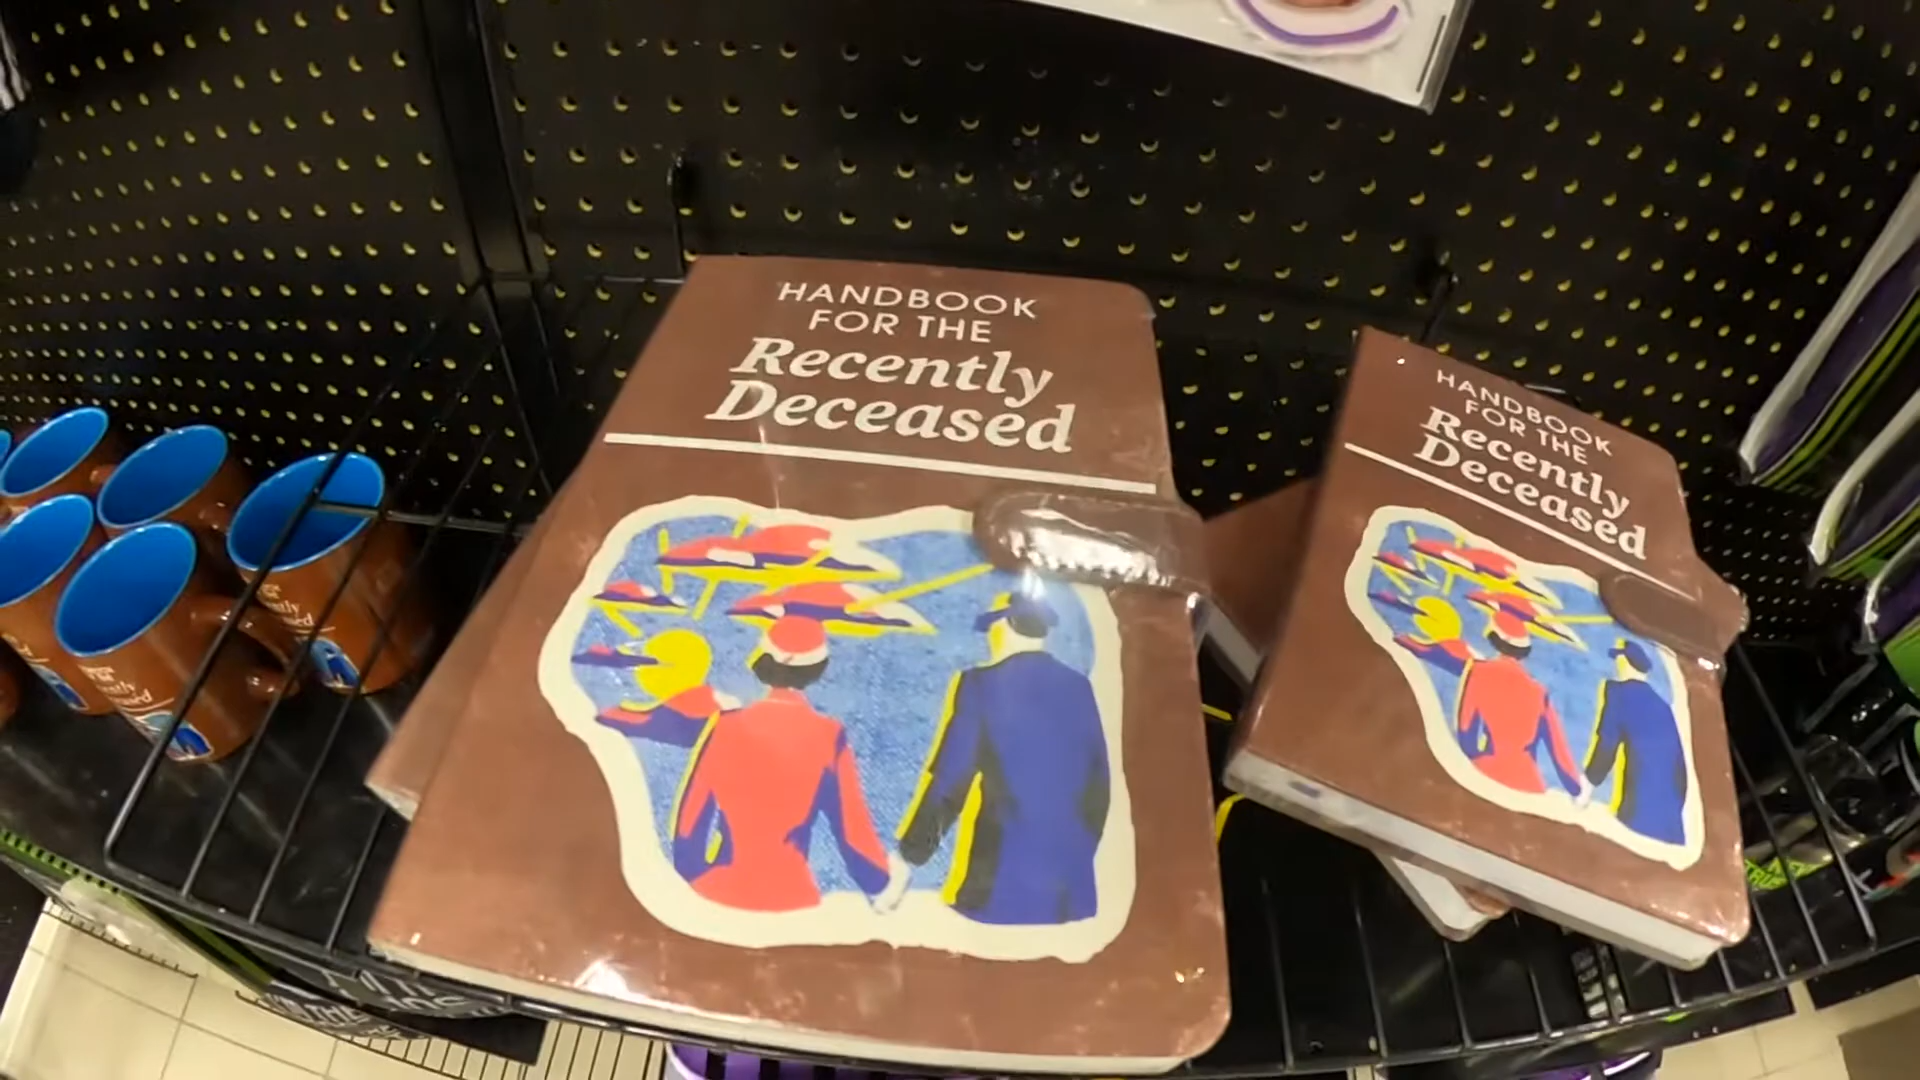 HANDBOOK
FOR THE
Recently
Deceased
HANDBOOK
FOR THE
Recently
Deceased